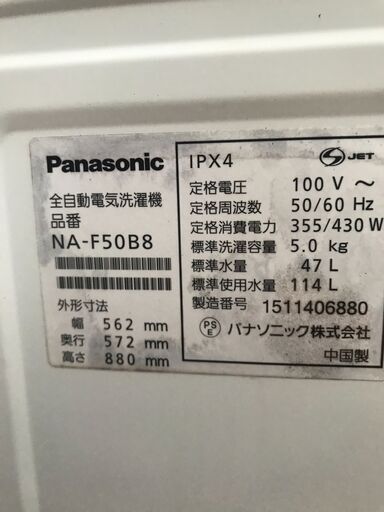 Panasonic
全自動電気洗濯機
品番
NA-F50B8
外形寸法
幅 562 mm
奥行 572 mm
高さ 880 mm
IPX4
S JET
定格電圧 100 V ～
定格周波数 50/60 Hz
定格消費電力 355/430 W
標準洗濯容量 5.0 kg
標準水量 47 L
標準使用水量 114 L
製造番号 1511406880
PSE パナソニック株式会社
中国製